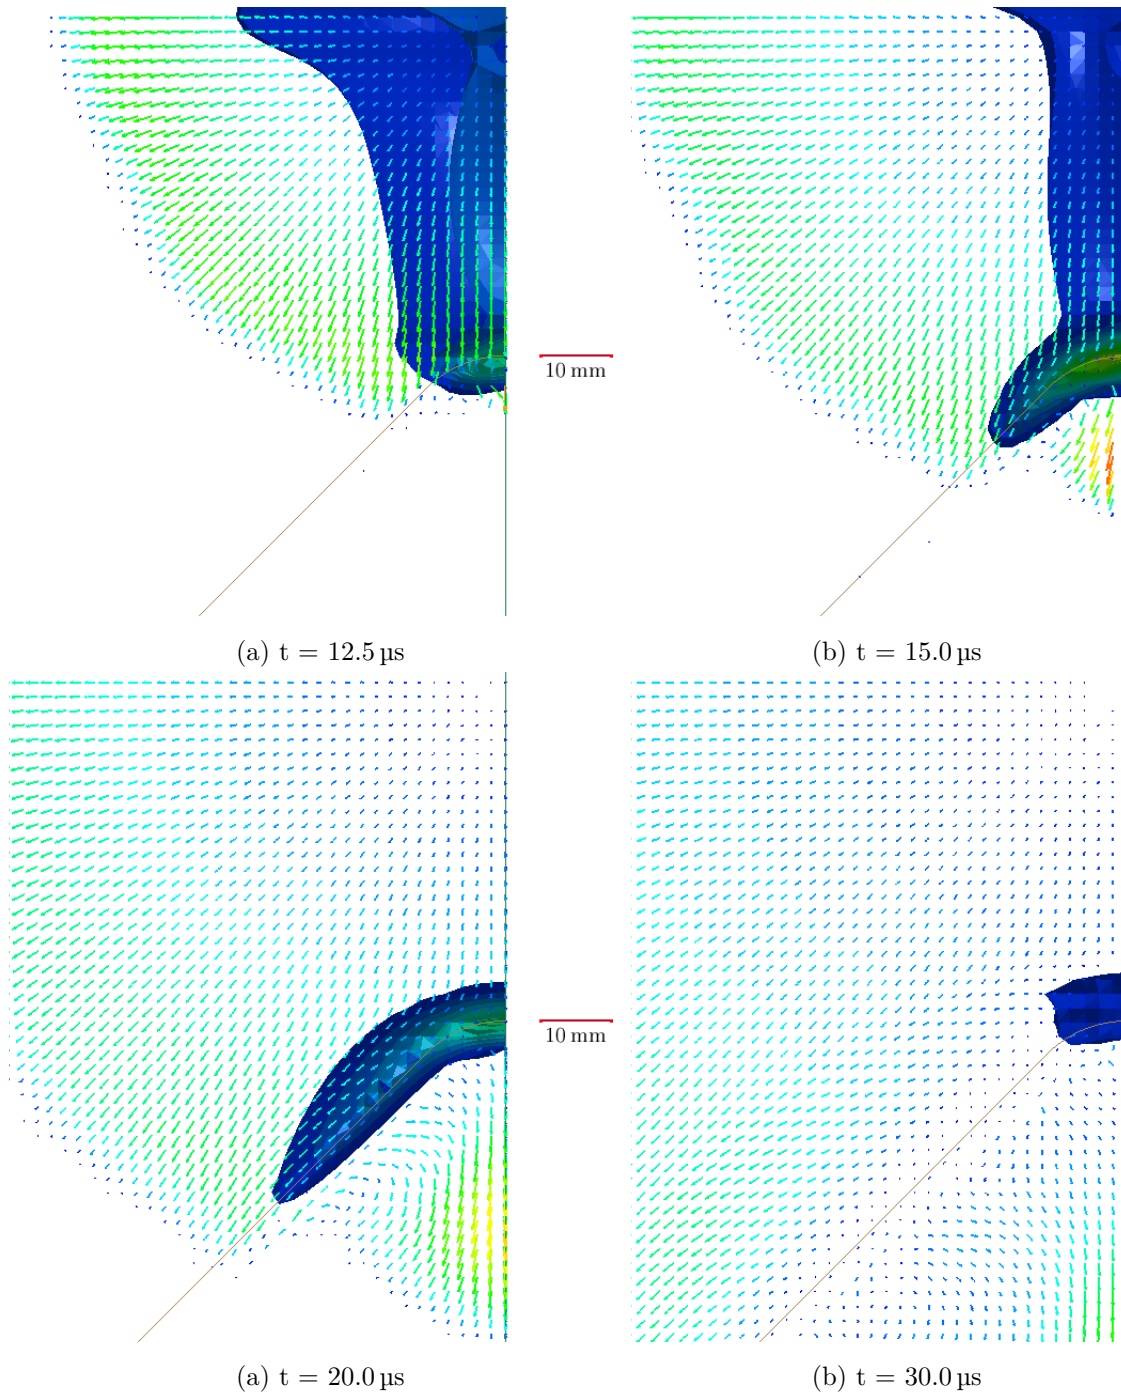 10 mm
(a) t = 12.5 µs
(b) t = 15.0 µs
10 mm
(a) t = 20.0 µs
(b) t = 30.0 µs